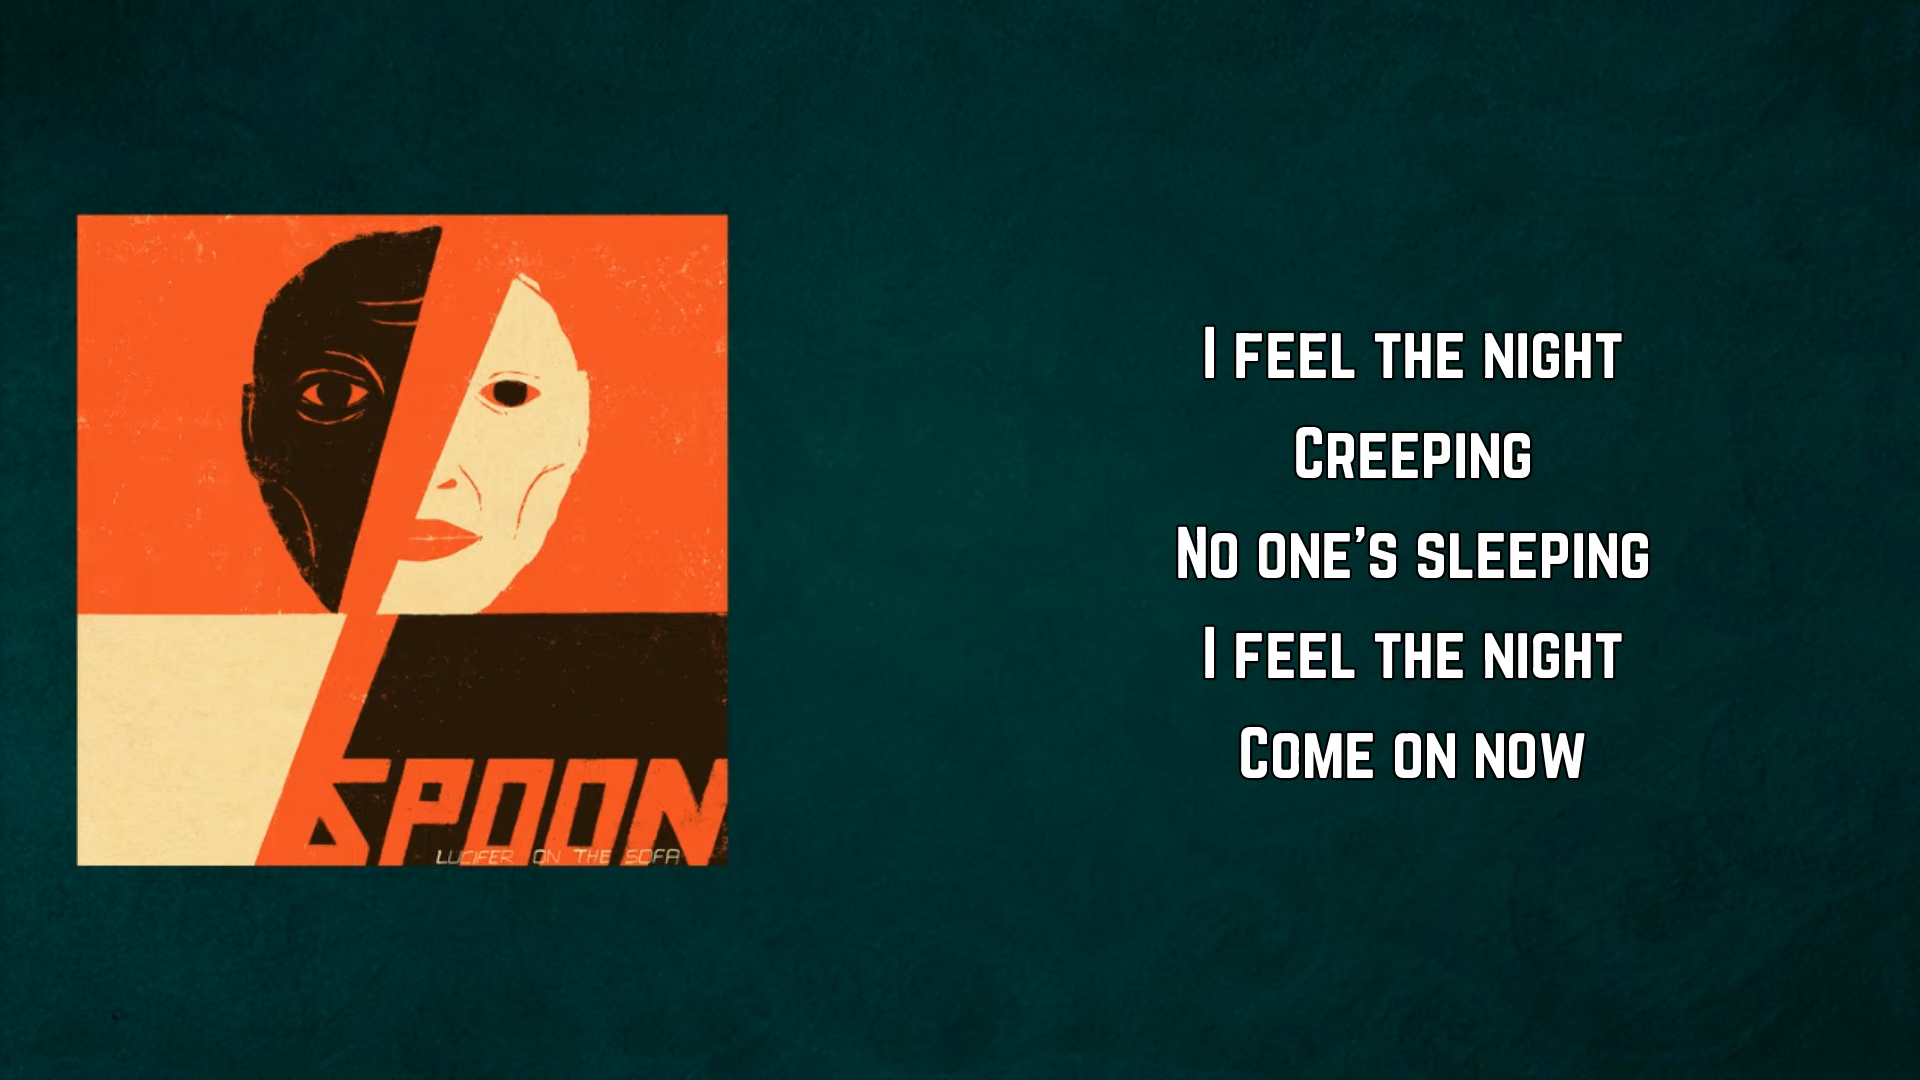 SPOON
LUCIFER ON THE SOFA
I FEEL THE NIGHT
CREEPING
NO ONE'S SLEEPING
I FEEL THE NIGHT
COME ON NOW